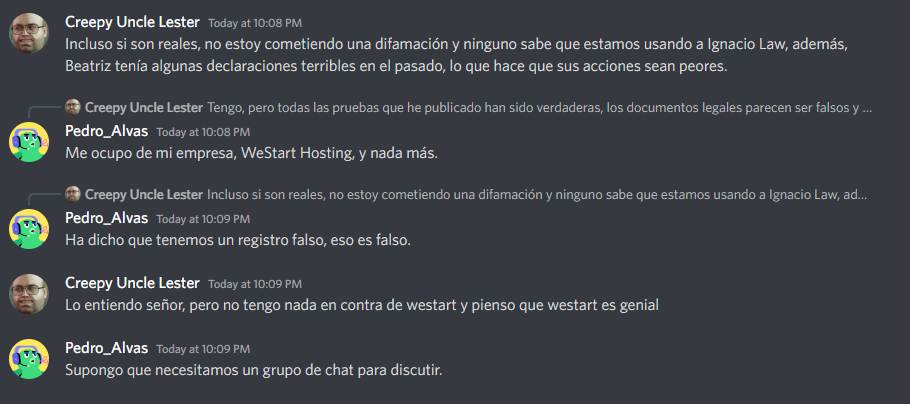 Creepy Uncle Lester Today at 10:08 PM
Incluso si son reales, no estoy cometiendo una difamación y ninguno sabe que estamos usando a Ignacio Law, además,
Beatriz tenía algunas declaraciones terribles en el pasado, lo que hace que sus acciones sean peores.
Creepy Uncle Lester Tengo, pero todas las pruebas que he publicado han sido verdaderas, los documentos legales parecen ser falsos y ...
Pedro_Alvas Today at 10:08 PM
Me ocupo de mi empresa, WeStart Hosting, y nada más.
Creepy Uncle Lester Incluso si son reales, no estoy cometiendo una difamación y ninguno sabe que estamos usando a Ignacio Law, ad...
Pedro_Alvas Today at 10:09 PM
Ha dicho que tenemos un registro falso, eso es falso.
Creepy Uncle Lester Today at 10:09 PM
Lo entiendo señor, pero no tengo nada en contra de westart y pienso que westart es genial
Pedro_Alvas Today at 10:09 PM
Supongo que necesitamos un grupo de chat para discutir.